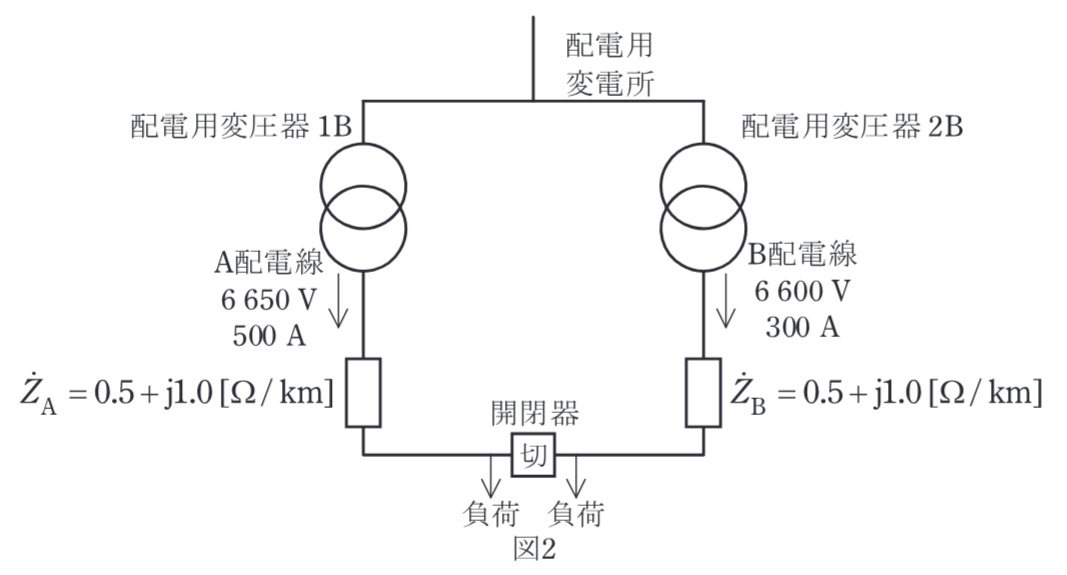 配電用
変電所
配電用変圧器 1B
配電用変圧器 2B
A配電線
6 650 V
500 A
B配電線
6 600 V
300 A
Ż_A = 0.5 + j1.0 [Ω / km]
Ż_B = 0.5 + j1.0 [Ω / km]
開閉器
切
負荷 負荷
図2